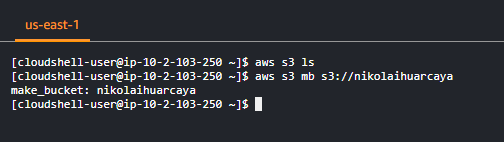 us-east-1
[cloudshell-user@ip-10-2-103-250 ~]$ aws s3 ls
[cloudshell-user@ip-10-2-103-250 ~]$ aws s3 mb s3://nikolaihuarcaya
make_bucket: nikolaihuarcaya
[cloudshell-user@ip-10-2-103-250 ~]$